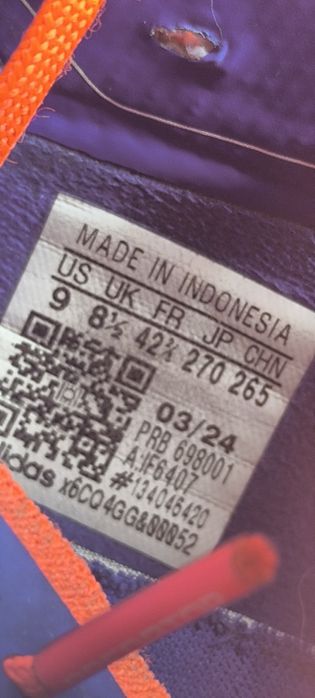 MADE IN INDONESIA
US UK FR JP CHN
9 8½ 42⅔ 270 265
03/24
PRB 698001
A:IF6407
#134046420
adidas x6CQ4GG&00052